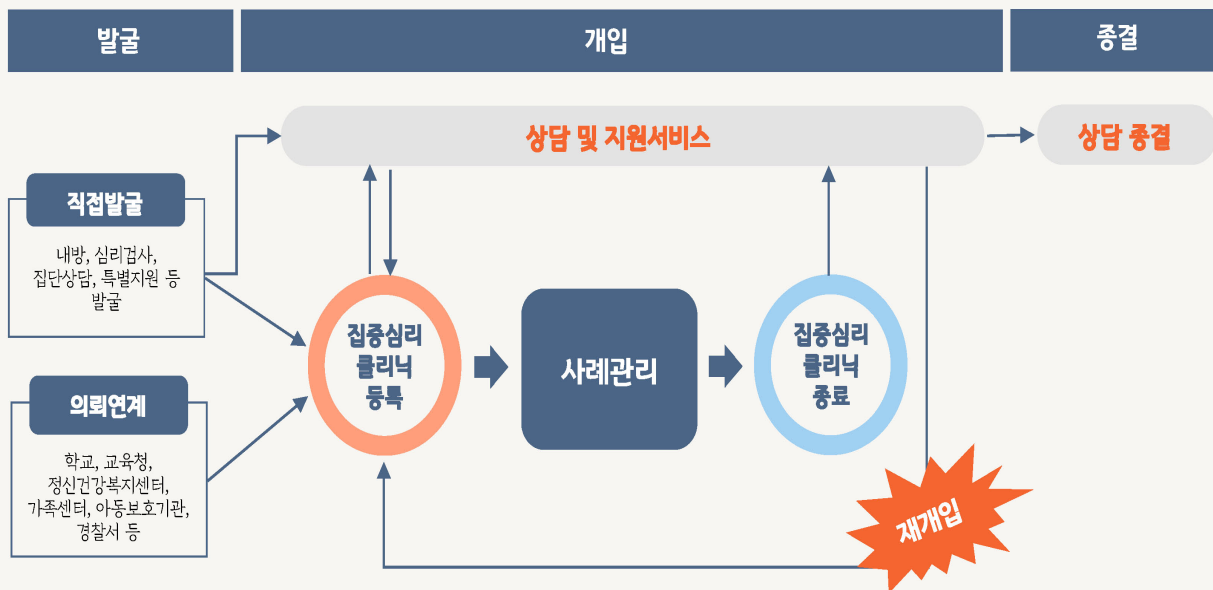 발굴
개입
종결
상담 및 지원서비스
상담 종결
직접발굴
내방, 심리검사,
집단상담, 특별지원 등
발굴
의뢰연계
학교, 교육청,
정신건강복지센터,
가족센터, 아동보호기관,
경찰서 등
집중심리
클리닉
등록
사례관리
집중심리
클리닉
종료
재개입